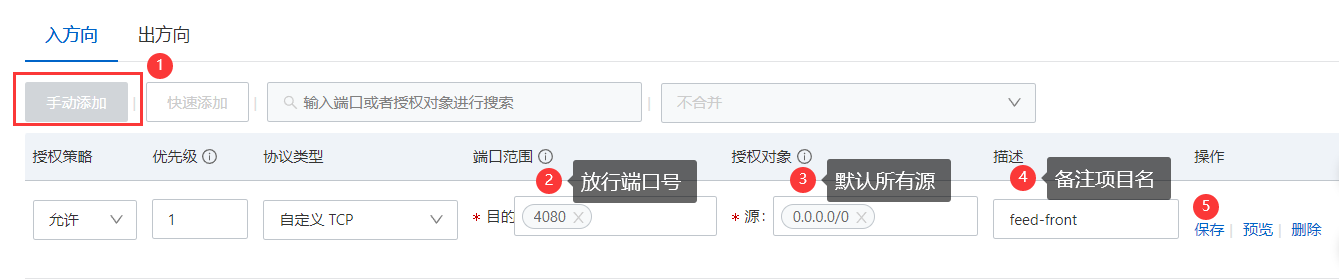 入方向 出方向
1
手动添加 快速添加 输入端口或者授权对象进行搜索 不合并
授权策略 优先级 协议类型 端口范围 授权对象 描述 操作
2 放行端口号 3 默认所有源 4 备注项目名
允许 1 自定义 TCP * 目的 4080 * 源: 0.0.0.0/0 feed-front
5
保存 预览 删除